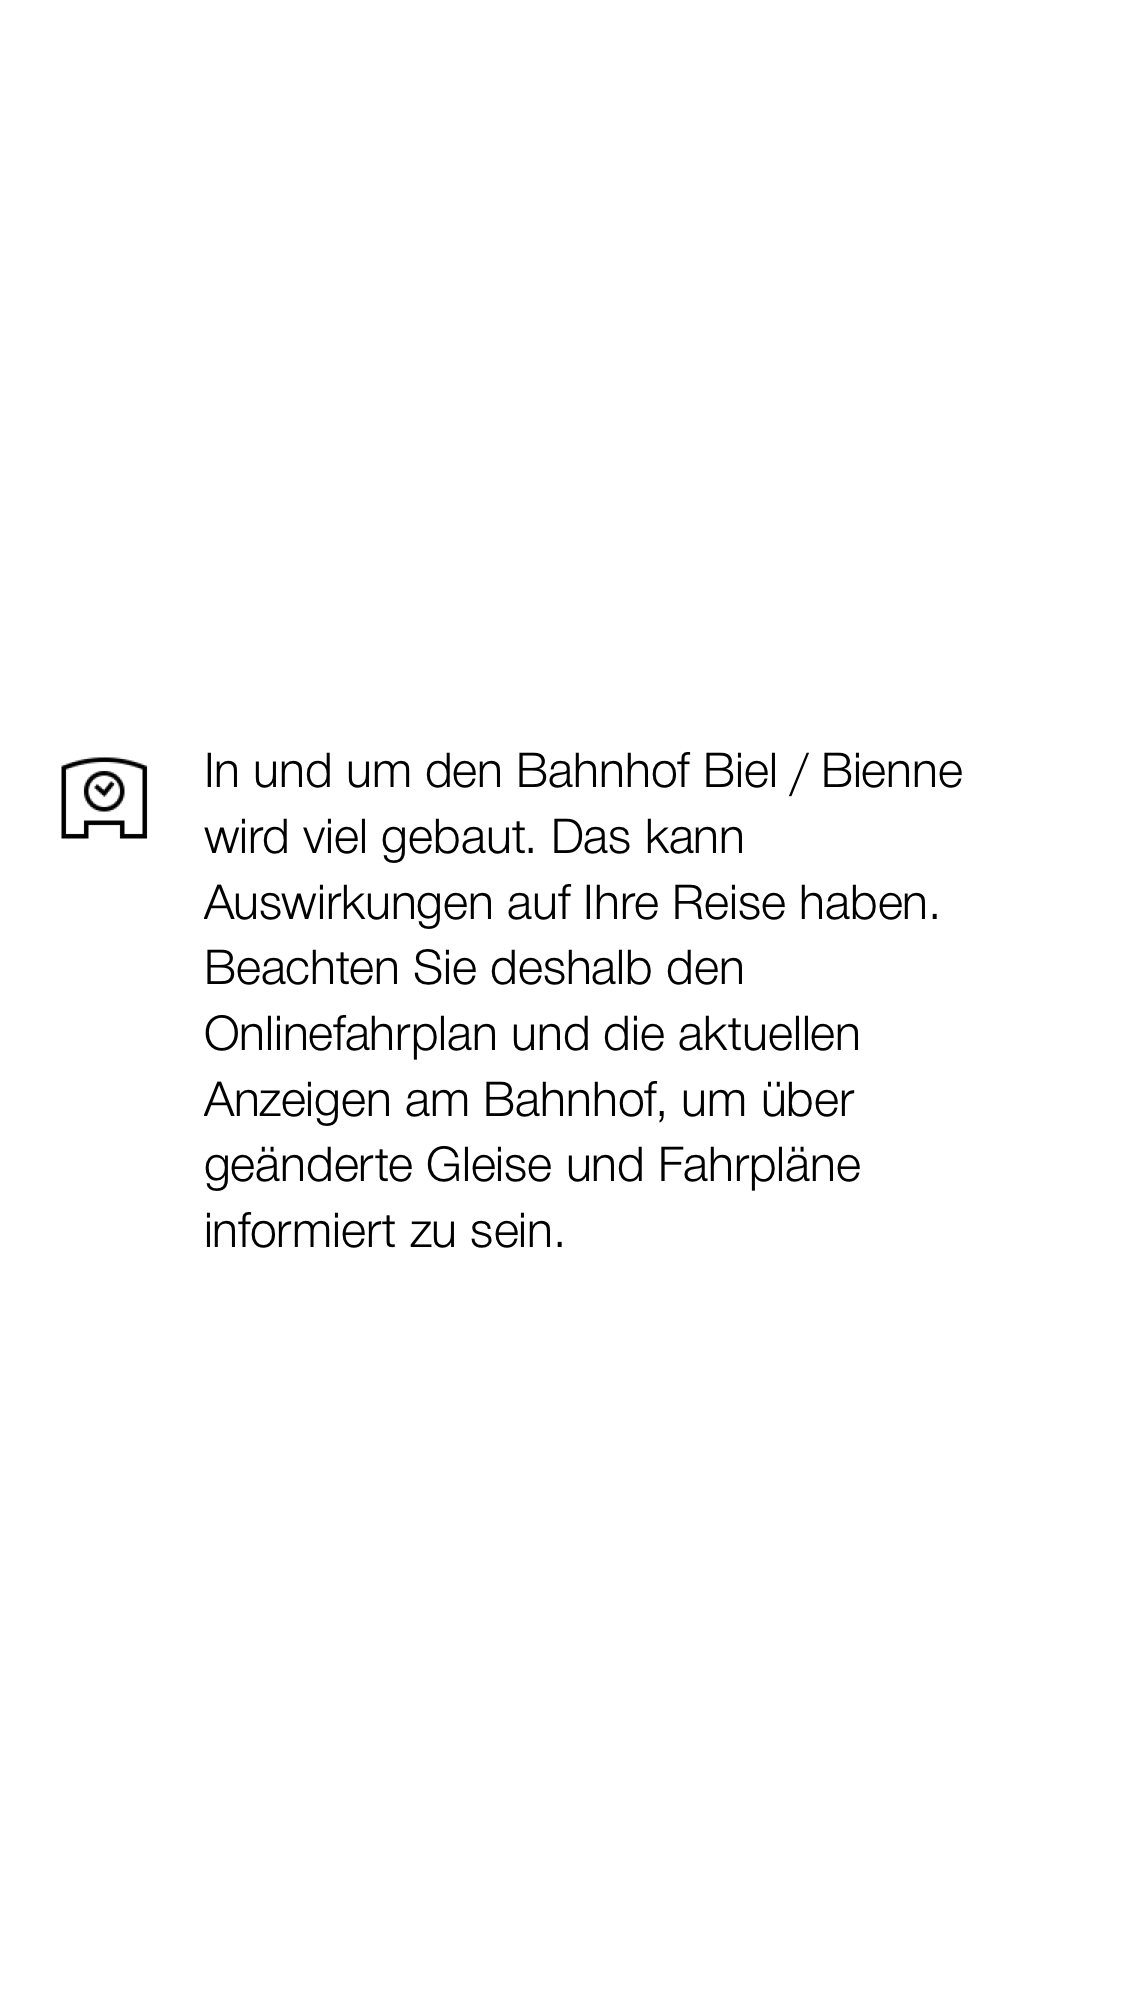 In und um den Bahnhof Biel / Bienne
wird viel gebaut. Das kann
Auswirkungen auf Ihre Reise haben.
Beachten Sie deshalb den
Onlinefahrplan und die aktuellen
Anzeigen am Bahnhof, um über
geänderte Gleise und Fahrpläne
informiert zu sein.